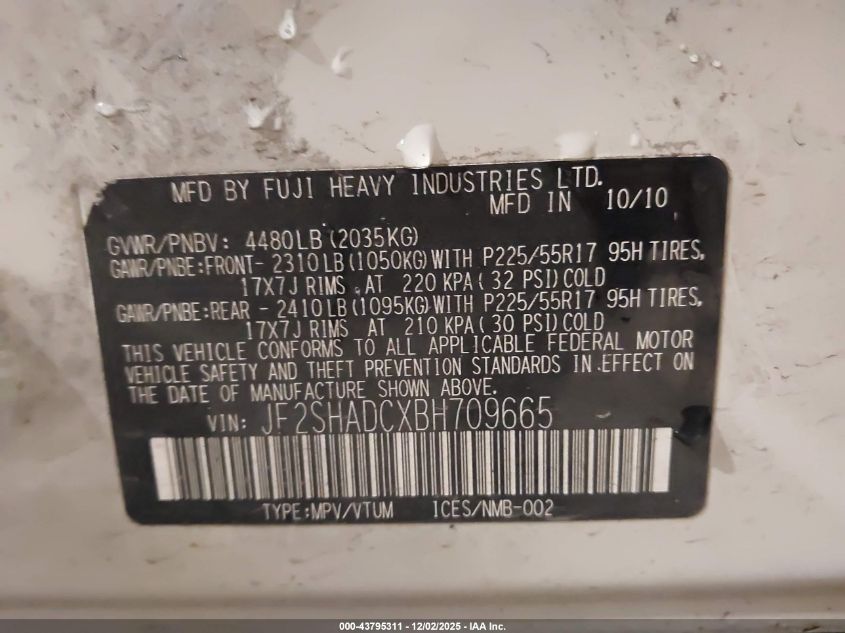 MFD BY FUJI HEAVY INDUSTRIES LTD.
MFD IN 10/10
GVWR/PNBV: 4480LB (2035KG)
GAWR/PNBE:FRONT- 2310LB(1050KG)WITH P225/55R17 95H TIRES,
17X7J RIMS AT 220 KPA( 32 PSI)COLD
GAWR/PNBE:REAR - 2410LB(1095KG)WITH P225/55R17 95H TIRES,
17X7J RIMS AT 210 KPA( 30 PSI)COLD
THIS VEHICLE CONFORMS TO ALL APPLICABLE FEDERAL MOTOR
VEHICLE SAFETY AND THEFT PREVENTION STANDARDS IN EFFECT ON
THE DATE OF MANUFACTURE SHOWN ABOVE.
VIN: JF2SHADCXBH709665
TYPE:MPV/VTUM ICES/NMB-002
000-43795311 - 12/02/2025 - IAA Inc.